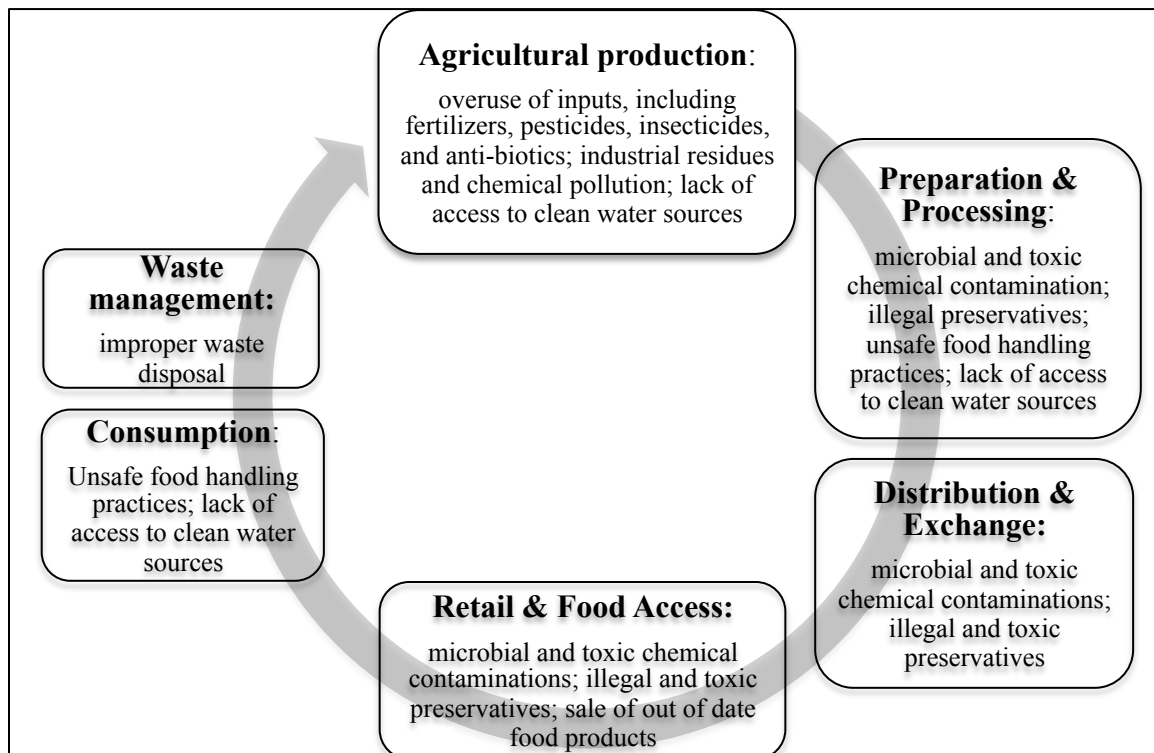 Agricultural production:
overuse of inputs, including
fertilizers, pesticides, insecticides,
and anti-biotics; industrial residues
and chemical pollution; lack of
access to clean water sources
Preparation &
Processing:
microbial and toxic
chemical contamination;
illegal preservatives;
unsafe food handling
practices; lack of access
to clean water sources
Distribution &
Exchange:
microbial and toxic
chemical contaminations;
illegal and toxic
preservatives
Retail & Food Access:
microbial and toxic chemical
contaminations; illegal and toxic
preservatives; sale of out of date
food products
Consumption:
Unsafe food handling
practices; lack of
access to clean water
sources
Waste
management:
improper waste
disposal